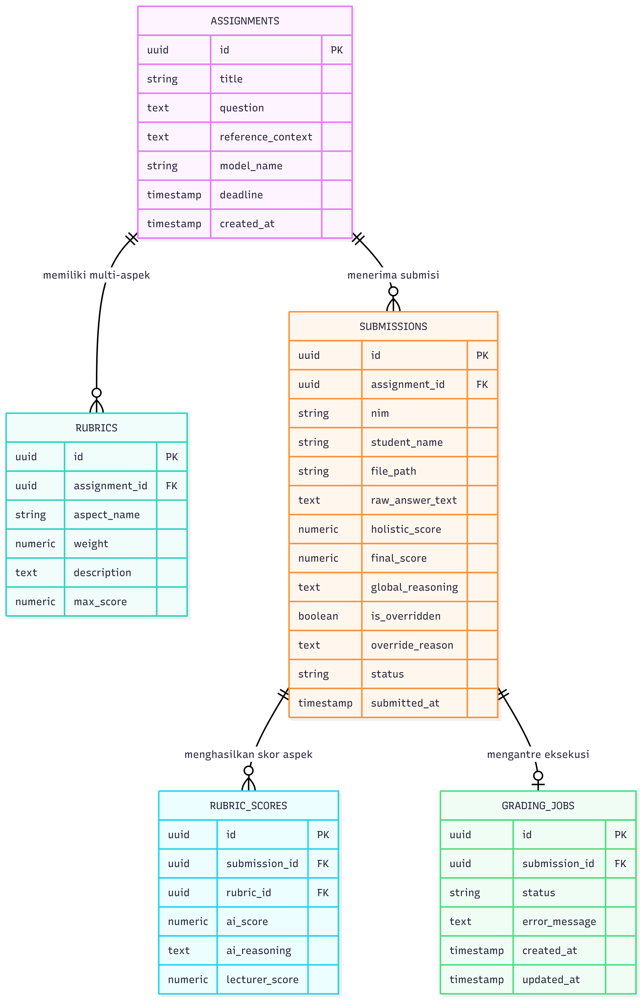 ASSIGNMENTS
uuid id PK
string title
text question
text reference_context
string model_name
timestamp deadline
timestamp created_at
memiliki multi-aspek
menerima submisi
SUBMISSIONS
uuid id PK
uuid assignment_id FK
string nim
string student_name
string file_path
text raw_answer_text
numeric holistic_score
numeric final_score
text global_reasoning
boolean is_overridden
text override_reason
string status
timestamp submitted_at
RUBRICS
uuid id PK
uuid assignment_id FK
string aspect_name
numeric weight
text description
numeric max_score
menghasilkan skor aspek
mengantre eksekusi
RUBRIC_SCORES
uuid id PK
uuid submission_id FK
uuid rubric_id FK
numeric ai_score
text ai_reasoning
numeric lecturer_score
GRADING_JOBS
uuid id PK
uuid submission_id FK
string status
text error_message
timestamp created_at
timestamp updated_at